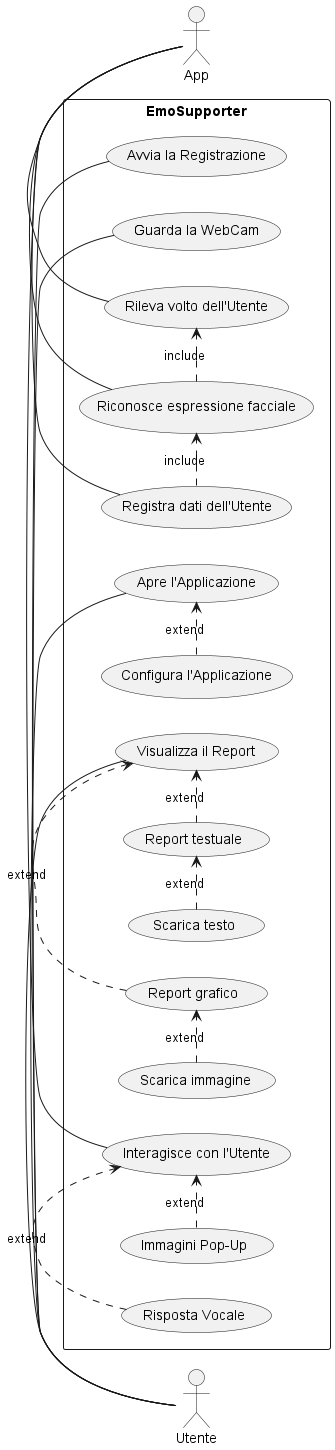 App
EmoSupporter
Avvia la Registrazione
Guarda la WebCam
Rileva volto dell'Utente
include
Riconosce espressione facciale
include
Registra dati dell'Utente
Apre l'Applicazione
extend
Configura l'Applicazione
Visualizza il Report
extend
Report testuale
extend
extend
Scarica testo
Report grafico
extend
Scarica immagine
Interagisce con l'Utente
extend
extend
Immagini Pop-Up
Risposta Vocale
Utente